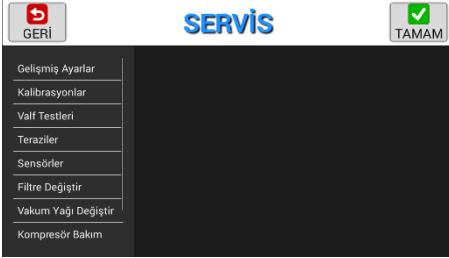 GERİ
SERVİS
TAMAM
Gelişmiş Ayarlar
Kalibrasyonlar
Valf Testleri
Teraziler
Sensörler
Filtre Değiştir
Vakum Yağı Değiştir
Kompresör Bakım